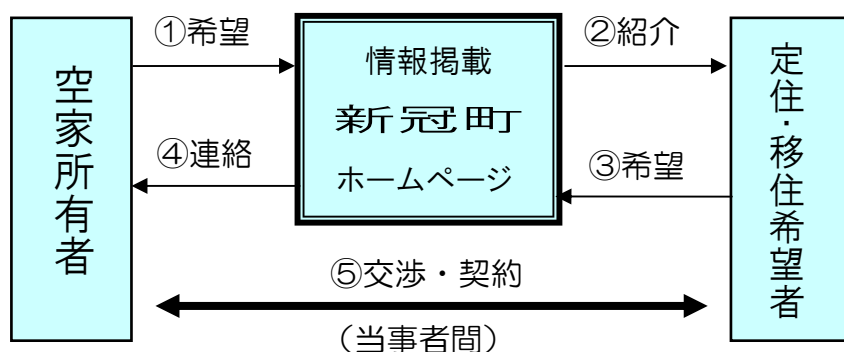 空家所有者
①希望
④連絡
情報掲載
新冠町
ホームページ
②紹介
③希望
定住・移住希望者
⑤交渉・契約
（当事者間）